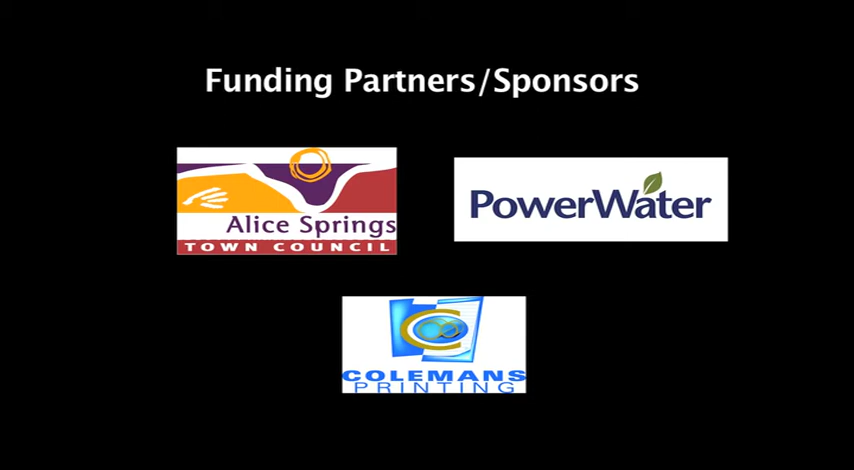 Funding Partners/Sponsors
Alice Springs
TOWN COUNCIL
PowerWater
COLEMANS
PRINTING